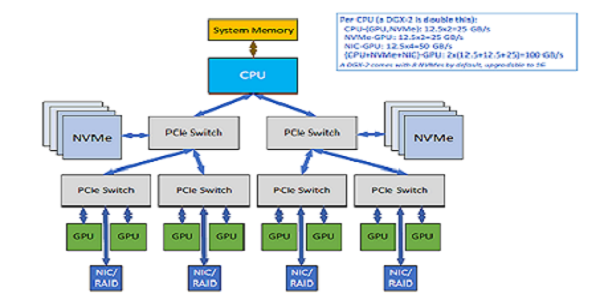 System Memory
Per CPU (a DGX-2 is double this):
CPU-(GPU,NVMe): 12.5x2=25 GB/s
NVMe-GPU: 12.5x2=25 GB/s
NIC-GPU: 12.5x4=50 GB/s
(CPU+NVMe+NIC)-GPU: 2x(12.5+12.5+25)=100 GB/s
A DGX-2 comes with 8 NVMes by default, upgradable to 16
CPU
NVMe
PCIe Switch
PCIe Switch
NVMe
PCIe Switch
PCIe Switch
PCIe Switch
PCIe Switch
GPU
GPU
GPU
GPU
GPU
GPU
GPU
GPU
NIC/
RAID
NIC/
RAID
NIC/
RAID
NIC/
RAID